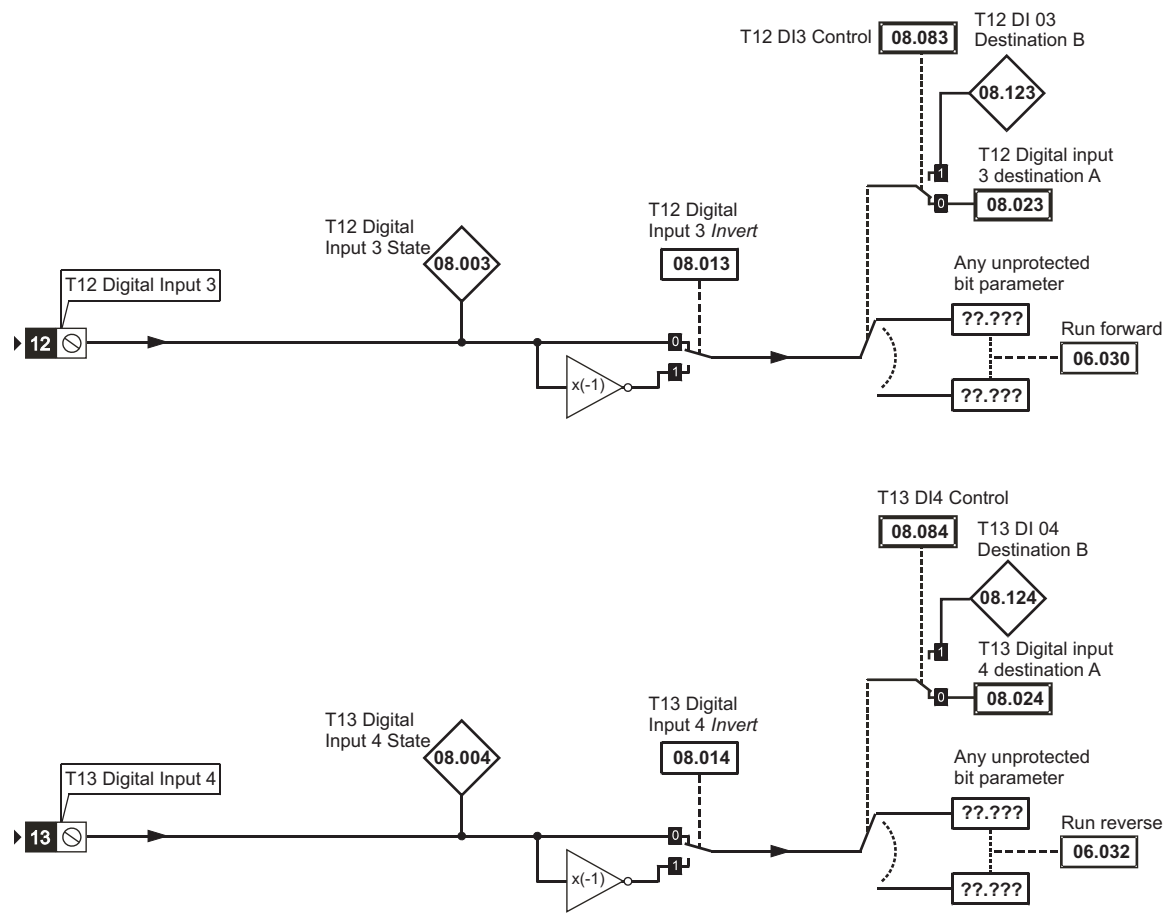 T12 DI3 Control
08.083
T12 DI 03
Destination B
08.123
1
T12 Digital input
3 destination A
0
08.023
T12 Digital
Input 3 State
08.003
T12 Digital
Input 3 Invert
08.013
T12 Digital Input 3
12
0
1
x(-1)
Any unprotected
bit parameter
??.???
Run forward
06.030
??.???
T13 DI4 Control
08.084
T13 DI 04
Destination B
08.124
1
T13 Digital input
4 destination A
0
08.024
T13 Digital
Input 4 State
08.004
T13 Digital
Input 4 Invert
08.014
T13 Digital Input 4
13
0
1
x(-1)
Any unprotected
bit parameter
??.???
Run reverse
06.032
??.???